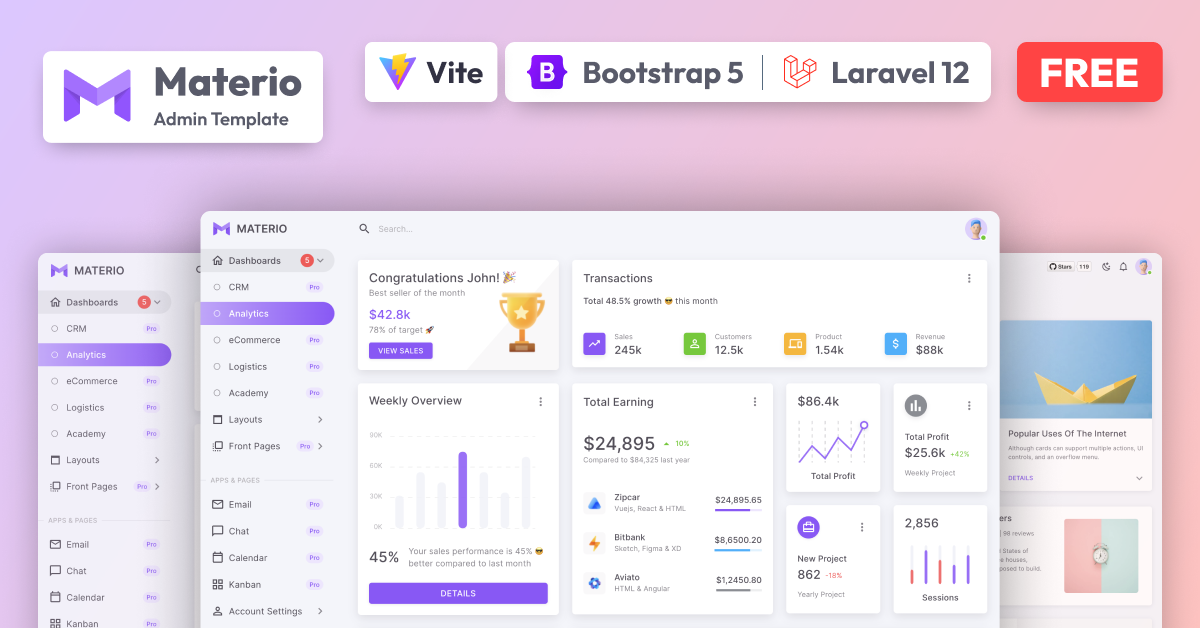 Materio
Admin Template
Vite
Bootstrap 5
Laravel 12
FREE
MATERIO
Dashboards
5
CRM
Pro
Analytics
eCommerce
Pro
Logistics
Pro
Academy
Pro
Layouts
Front Pages
Pro
APPS & PAGES
Email
Pro
Chat
Pro
Calendar
Pro
Kanban
Pro
MATERIO
Dashboards
5
CRM
Pro
Analytics
eCommerce
Pro
Logistics
Pro
Academy
Pro
Layouts
Front Pages
Pro
APPS & PAGES
Email
Pro
Chat
Pro
Calendar
Pro
Kanban
Pro
Account Settings
Search...
Congratulations John! 🎉
Best seller of the month
$42.8k
78% of target 🚀
VIEW SALES
Transactions
Total 48.5% growth 😎 this month
Sales
245k
Customers
12.5k
Product
1.54k
Revenue
$88k
Weekly Overview
90K
60K
30K
0K
45%
Your sales performance is 45% 😎
better compared to last month
DETAILS
Total Earning
$24,895
10%
Compared to $84,325 last year
Zipcar
Vuejs, React & HTML
$24,895.65
Bitbank
Sketch, Figma & XD
$8,6500.20
Aviato
HTML & Angular
$1,2450.80
$86.4k
Total Profit
Total Profit
$25.6k +42%
Weekly Project
New Project
862 -18%
Yearly Project
2,856
Sessions
Stars
119
Popular Uses Of The Internet
Although cards can support multiple actions, UI
controls, and an overflow menu.
DETAILS
ers
98 reviews
States of
e houses,
posed to build.